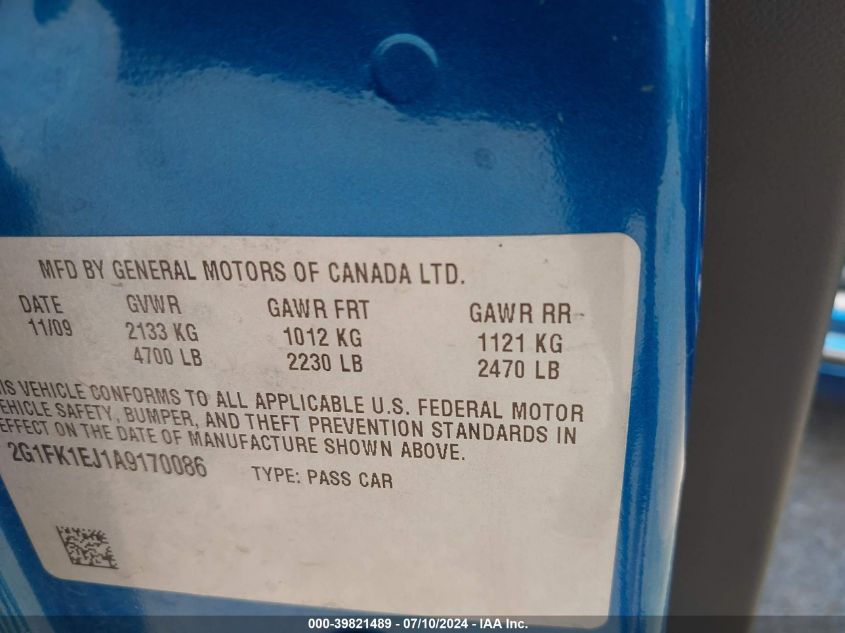 MFD BY GENERAL MOTORS OF CANADA LTD.
DATE GVWR GAWR FRT GAWR RR
11/09 2133 KG 1012 KG 1121 KG
4700 LB 2230 LB 2470 LB
IS VEHICLE CONFORMS TO ALL APPLICABLE U.S. FEDERAL MOTOR
EHICLE SAFETY, BUMPER, AND THEFT PREVENTION STANDARDS IN
EFFECT ON THE DATE OF MANUFACTURE SHOWN ABOVE.
2G1FK1EJ1A9170086 TYPE: PASS CAR
000-39821489 - 07/10/2024 - IAA Inc.